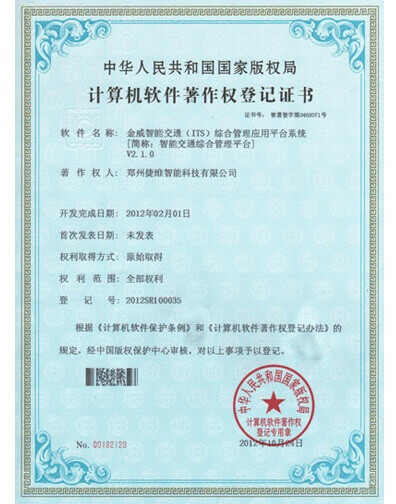 中华人民共和国国家版权局
计算机软件著作权登记证书
证书号： 软著登字第0468071号
软件名称： 金威智能交通（ITS）综合管理应用平台系统
[简称：智能交通综合管理平台]
V2.1.0
著作权人： 郑州捷维智能科技有限公司
开发完成日期： 2012年02月01日
首次发表日期： 未发表
权利取得方式： 原始取得
权利范围： 全部权利
登记号： 2012SR100035
根据《计算机软件保护条例》和《计算机软件著作权登记办法》的
规定，经中国版权保护中心审核，对以上事项予以登记。
中华人民共和国国家版权局
计算机软件著作权
登记专用章
No. 00182123
2012年10月24日